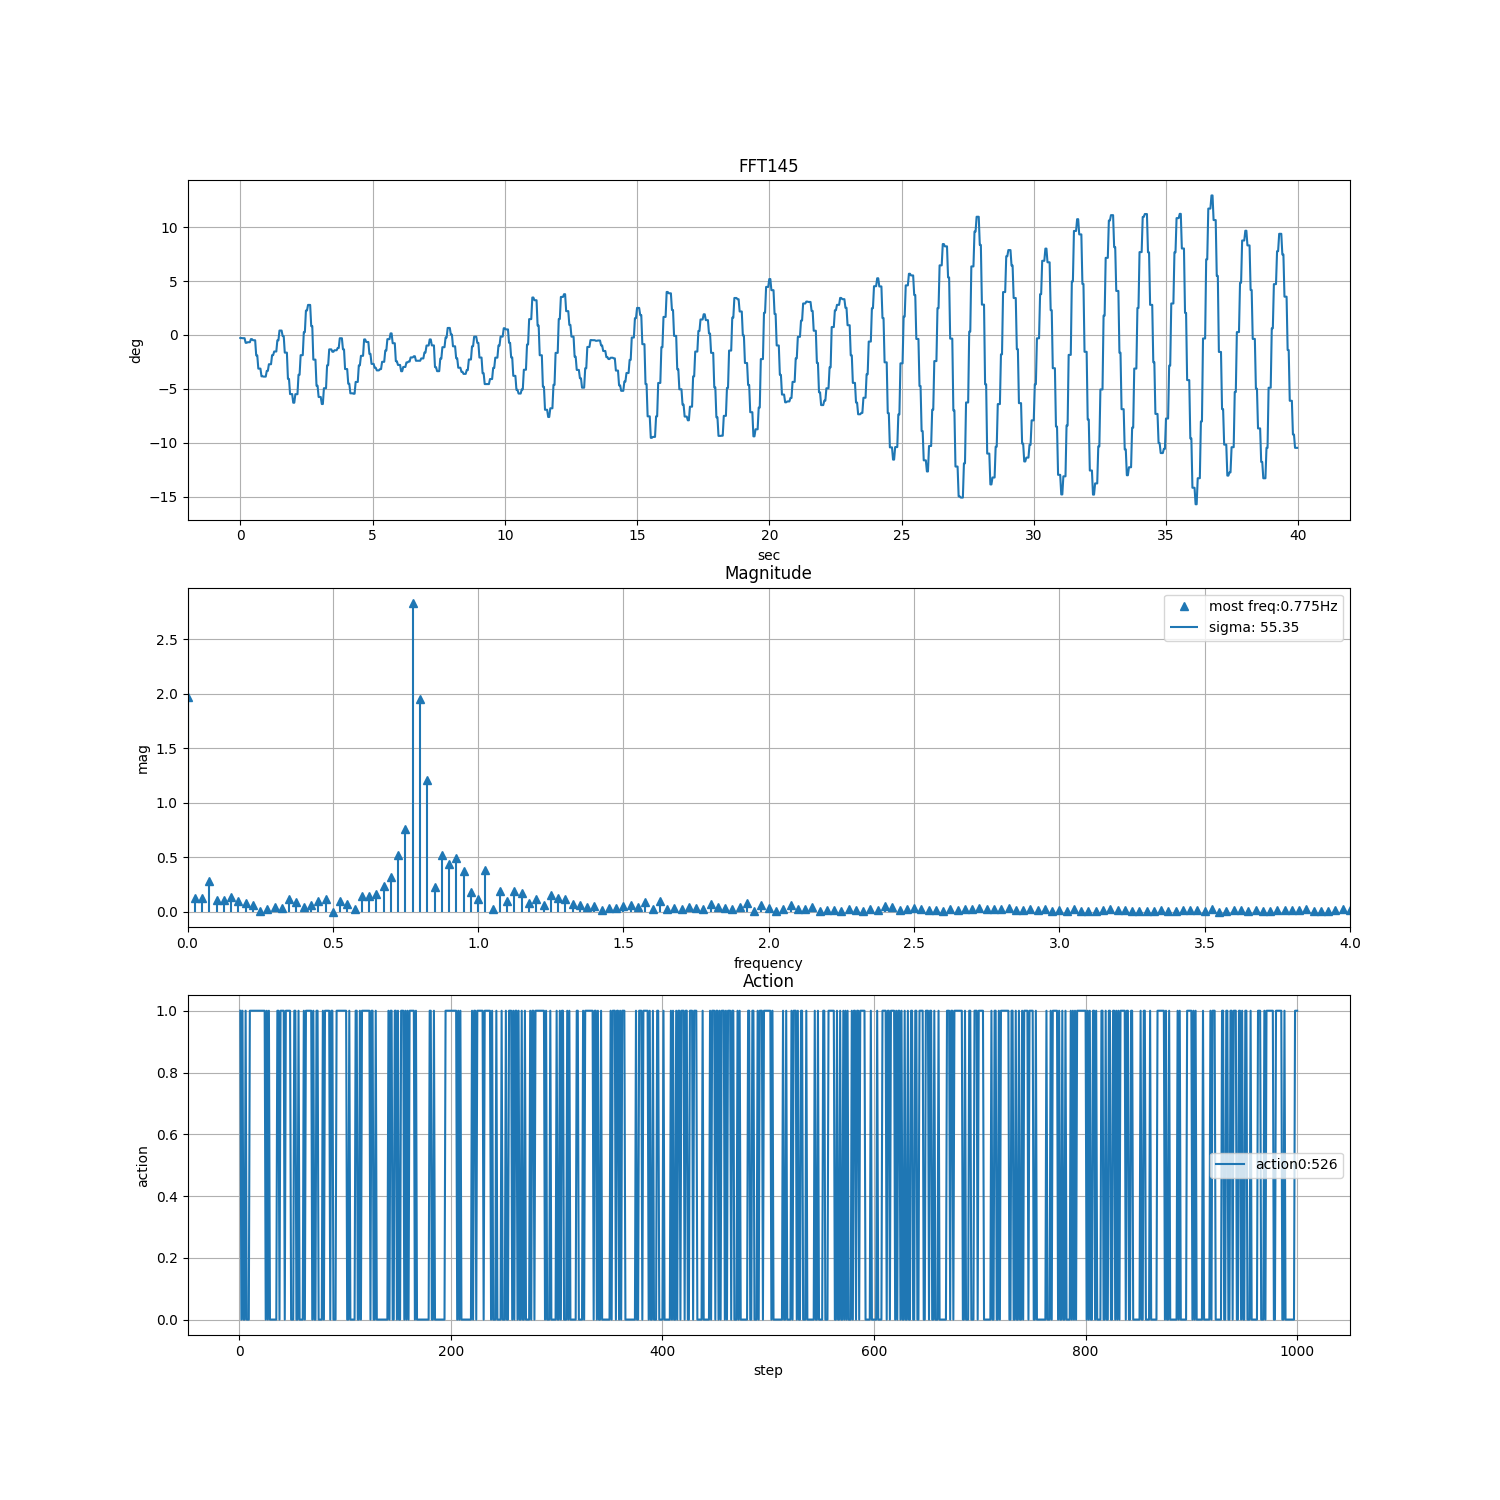 FFT145
deg
10
5
0
−5
−10
−15
0 5 10 15 20 25 30 35 40
sec
Magnitude
mag
2.5
2.0
1.5
1.0
0.5
0.0
most freq:0.775Hz
sigma: 55.35
0.0 0.5 1.0 1.5 2.0 2.5 3.0 3.5 4.0
frequency
Action
action
1.0
0.8
0.6
0.4
0.2
0.0
action0:526
0 200 400 600 800 1000
step